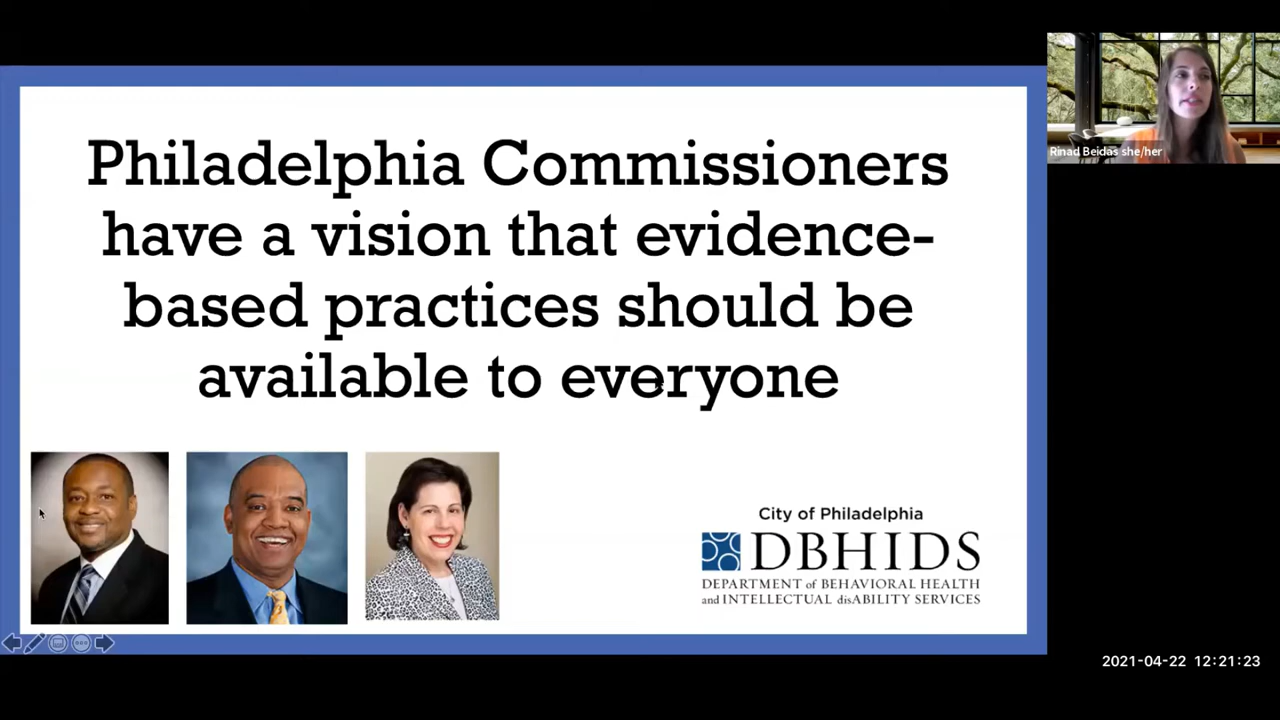 Philadelphia Commissioners
have a vision that evidence-
based practices should be
available to everyone
City of Philadelphia
DBHIDS
DEPARTMENT of BEHAVIORAL HEALTH
and INTELLECTUAL disABILITY SERVICES
Rinad Beidas she/her
2021-04-22 12:21:23